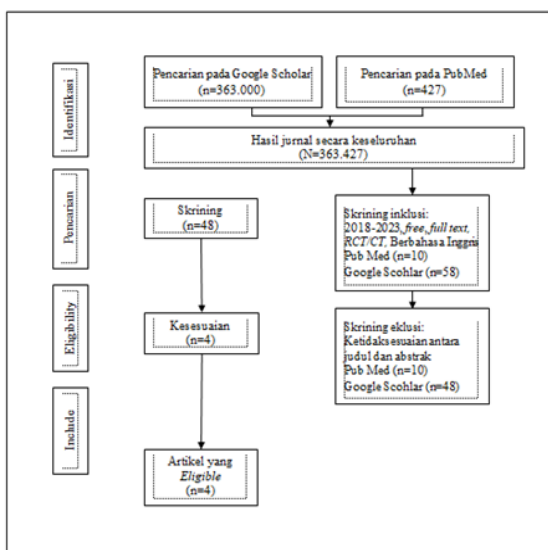 Identifikasi
Pencarian pada Google Scholar
(n=363.000)
Pencarian pada PubMed
(n=427)
Hasil jurnal secara keseluruhan
(N=363.427)
Pencarian
Skrining
(n=48)
Skrining inklusi:
2018-2023, free, full text,
RCT/CT, Berbahasa Inggris
Pub Med (n=10)
Google Scohlar (n=58)
Eligibility
Kesesuaian
(n=4)
Skrining eklusi:
Ketidaksesuaian antara
judul dan abstrak
Pub Med (n=10)
Google Scohlar (n=48)
Include
Artikel yang
Eligible
(n=4)